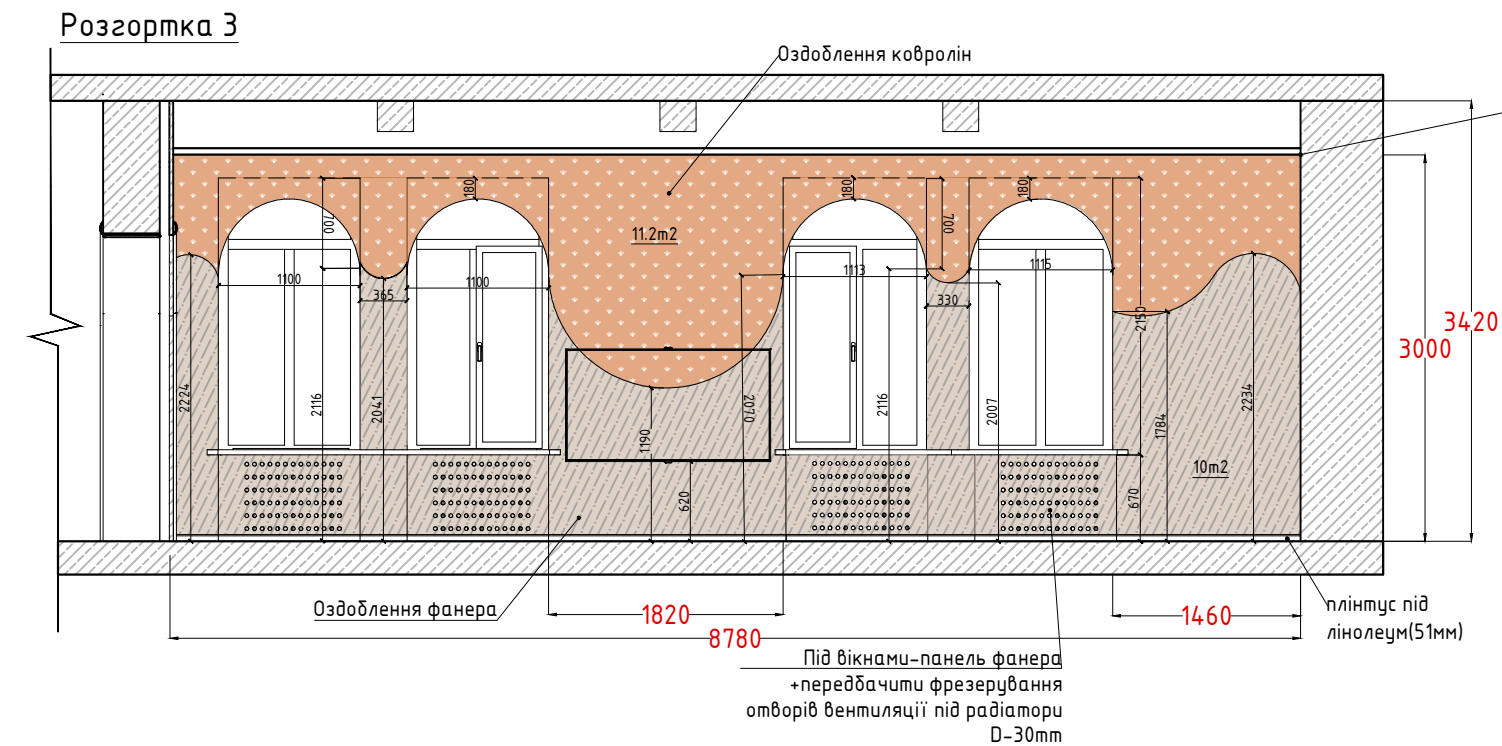 Розгортка 3
Оздоблення ковролін
180
180
180
700
700
11.2m2
1100
365
1100
1113
330
1115
2150
3420
3000
2224
2116
2041
1190
2070
2116
2007
1784
2234
620
670
10m2
Оздоблення фанера
1820
1460
8780
плінтус під
лінолеум(51мм)
Під вікнами-панель фанера
+передбачити фрезерування
отворів вентиляції під радіатори
D-30mm